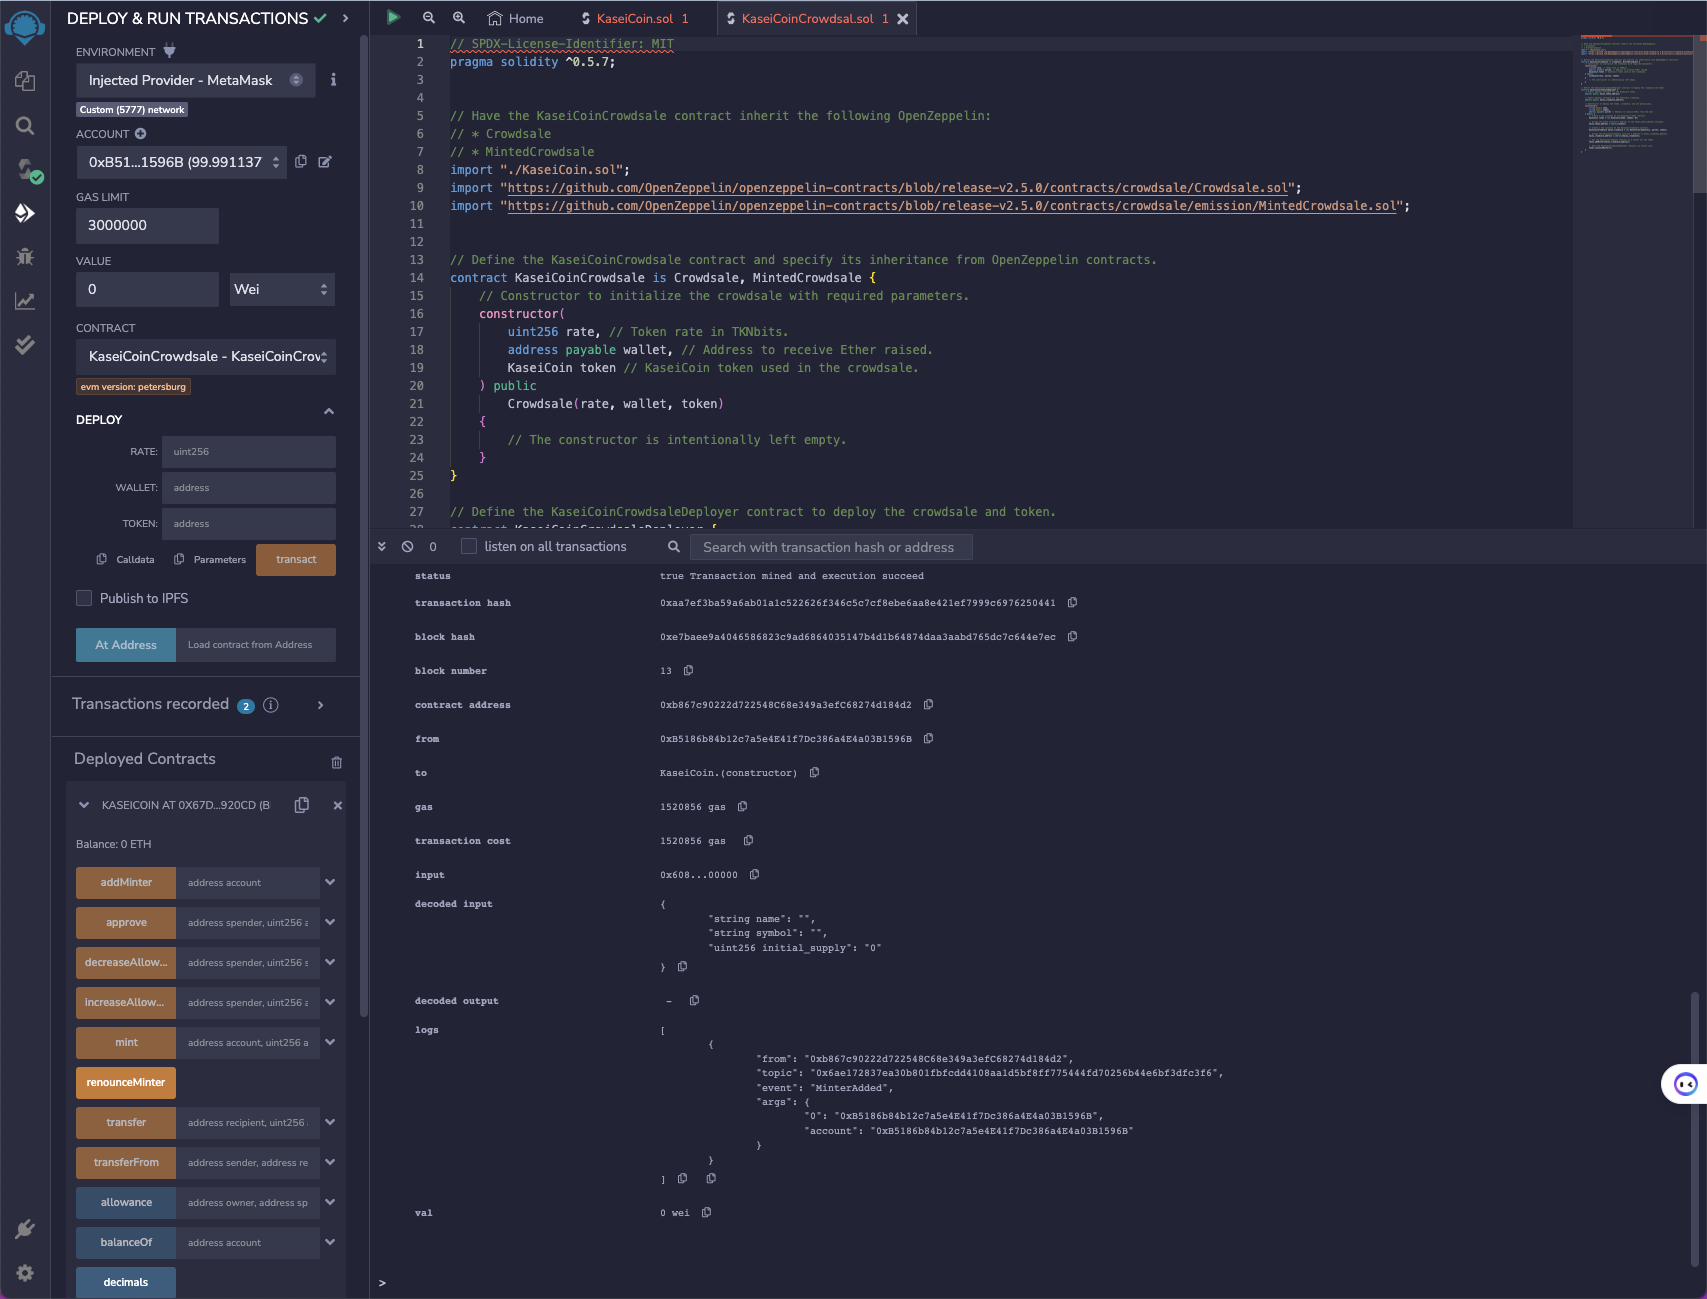 DEPLOY & RUN TRANSACTIONS
ENVIRONMENT
Injected Provider - MetaMask
Custom (5777) network
ACCOUNT
0xB51...1596B (99.991137
GAS LIMIT
3000000
VALUE
0
Wei
CONTRACT
KaseiCoinCrowdsale - KaseiCoinCrow
evm version: petersburg
DEPLOY
RATE: uint256
WALLET: address
TOKEN: address
Calldata Parameters transact
Publish to IPFS
At Address Load contract from Address
Transactions recorded 2
Deployed Contracts
KASEICOIN AT 0X67D...920CD (B
Balance: 0 ETH
addMinter address account
approve address spender, uint256 a
decreaseAllow... address spender, uint256 s
increaseAllow... address spender, uint256 a
mint address account, uint256 a
renounceMinter
transfer address recipient, uint256
transferFrom address sender, address re
allowance address owner, address sp
balanceOf address account
decimals
Home KaseiCoin.sol 1 KaseiCoinCrowdsal.sol 1
1 // SPDX-License-Identifier: MIT
2 pragma solidity ^0.5.7;
3
4
5 // Have the KaseiCoinCrowdsale contract inherit the following OpenZeppelin:
6 // * Crowdsale
7 // * MintedCrowdsale
8 import "./KaseiCoin.sol";
9 import "https://github.com/OpenZeppelin/openzeppelin-contracts/blob/release-v2.5.0/contracts/crowdsale/Crowdsale.sol";
10 import "https://github.com/OpenZeppelin/openzeppelin-contracts/blob/release-v2.5.0/contracts/crowdsale/emission/MintedCrowdsale.sol";
11
12
13 // Define the KaseiCoinCrowdsale contract and specify its inheritance from OpenZeppelin contracts.
14 contract KaseiCoinCrowdsale is Crowdsale, MintedCrowdsale {
15 // Constructor to initialize the crowdsale with required parameters.
16 constructor(
17 uint256 rate, // Token rate in TKNbits.
18 address payable wallet, // Address to receive Ether raised.
19 KaseiCoin token // KaseiCoin token used in the crowdsale.
20 ) public
21 Crowdsale(rate, wallet, token)
22 {
23 // The constructor is intentionally left empty.
24 }
25 }
26
27 // Define the KaseiCoinCrowdsaleDeployer contract to deploy the crowdsale and token.
28 contract KaseiCoinCrowdsaleDeployer {
0 listen on all transactions Search with transaction hash or address
status true Transaction mined and execution succeed
transaction hash 0xaa7ef3ba59a6ab01a1c522626f346c5c7cf8ebe6aa8e421ef7999c6976250441
block hash 0xe7baee9a4046586823c9ad6864035147b4d1b64874daa3aabd765dc7c644e7ec
block number 13
contract address 0xb867c90222d722548C68e349a3efC68274d184d2
from 0xB5186b84b12c7a5e4E41f7Dc386a4E4a03B1596B
to KaseiCoin.(constructor)
gas 1520856 gas
transaction cost 1520856 gas
input 0x608...00000
decoded input {
"string name": "",
"string symbol": "",
"uint256 initial_supply": "0"
}
decoded output -
logs [
{
"from": "0xb867c90222d722548C68e349a3efC68274d184d2",
"topic": "0x6ae172837ea30b801fbfcdd4108aa1d5bf8ff775444fd70256b44e6bf3dfc3f6",
"event": "MinterAdded",
"args": {
"0": "0xB5186b84b12c7a5e4E41f7Dc386a4E4a03B1596B",
"account": "0xB5186b84b12c7a5e4E41f7Dc386a4E4a03B1596B"
}
}
]
val 0 wei
>